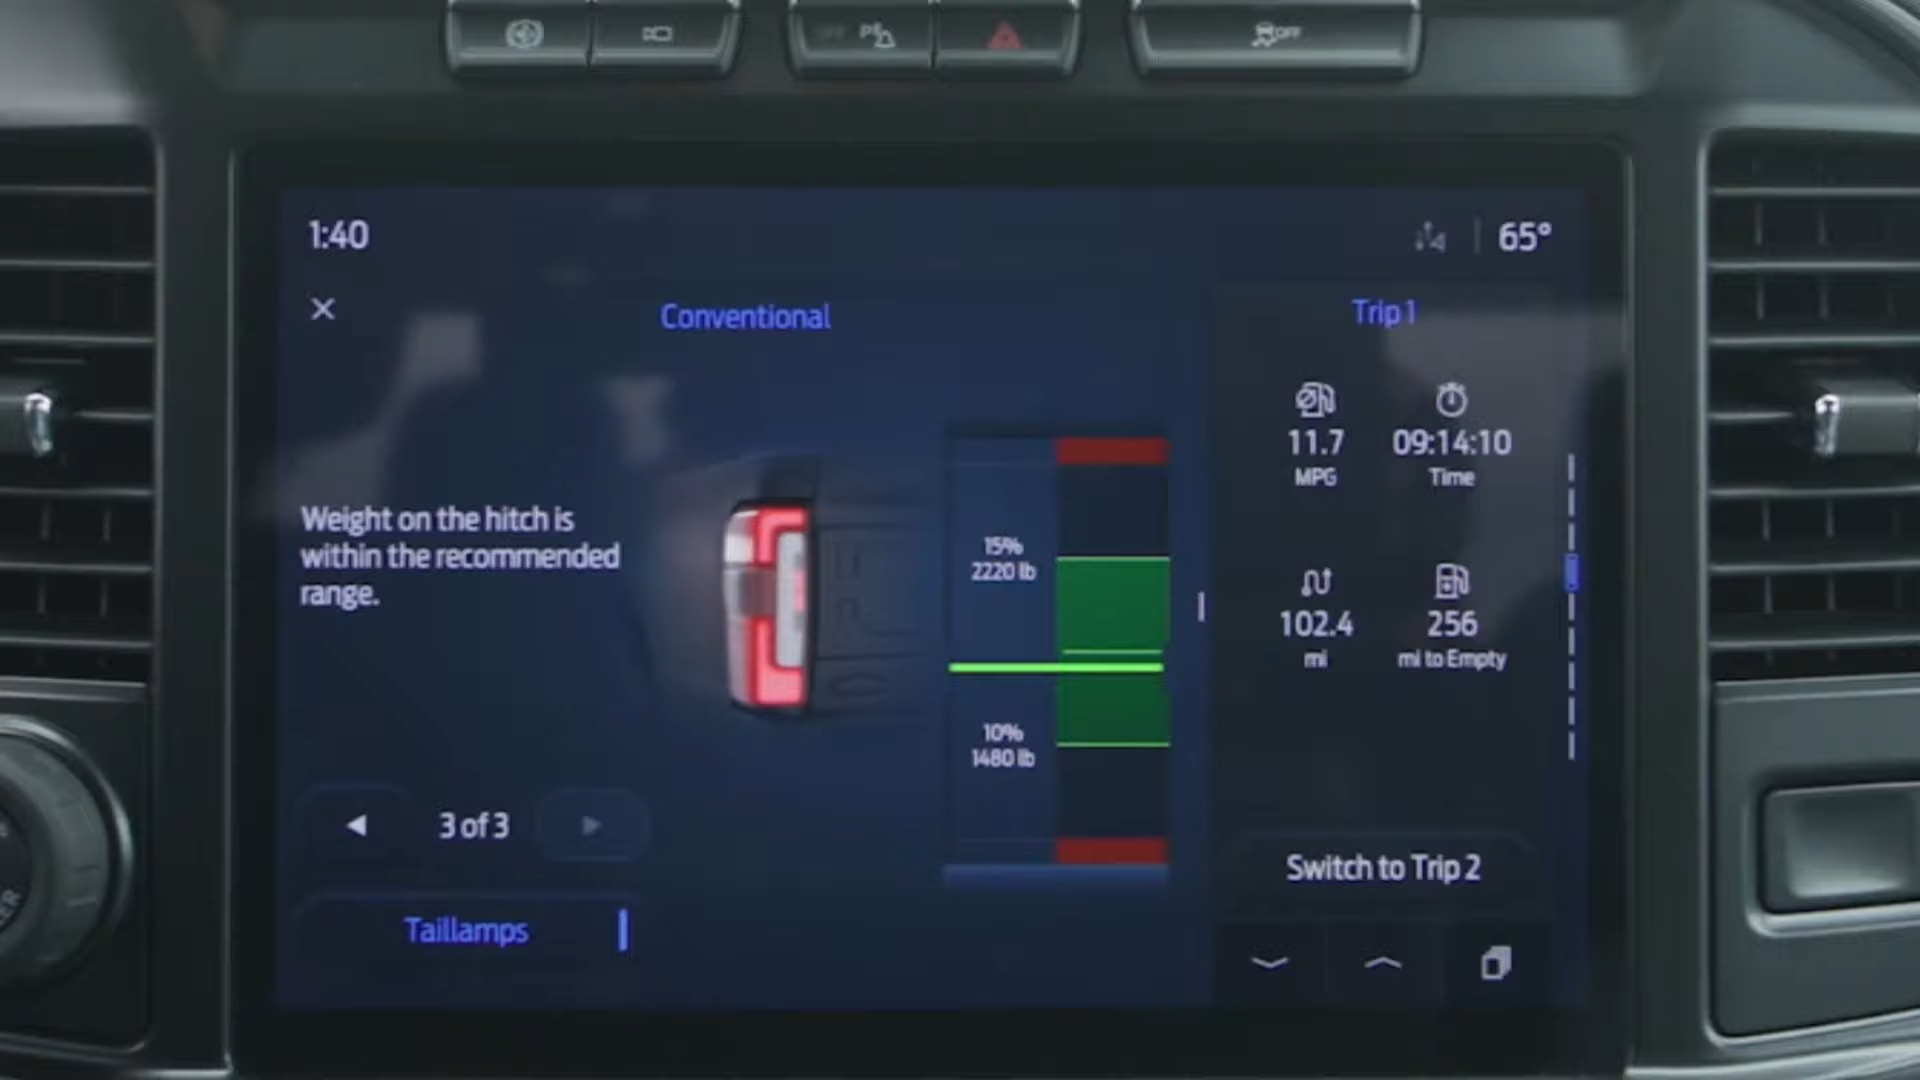 OFF P
OFF
1:40
65°
Conventional
Trip 1
11.7
MPG
09:14:10
Time
Weight on the hitch is
within the recommended
range.
15%
2220 lb
102.4
mi
256
mi to Empty
10%
1480 lb
3 of 3
Switch to Trip 2
Taillamps